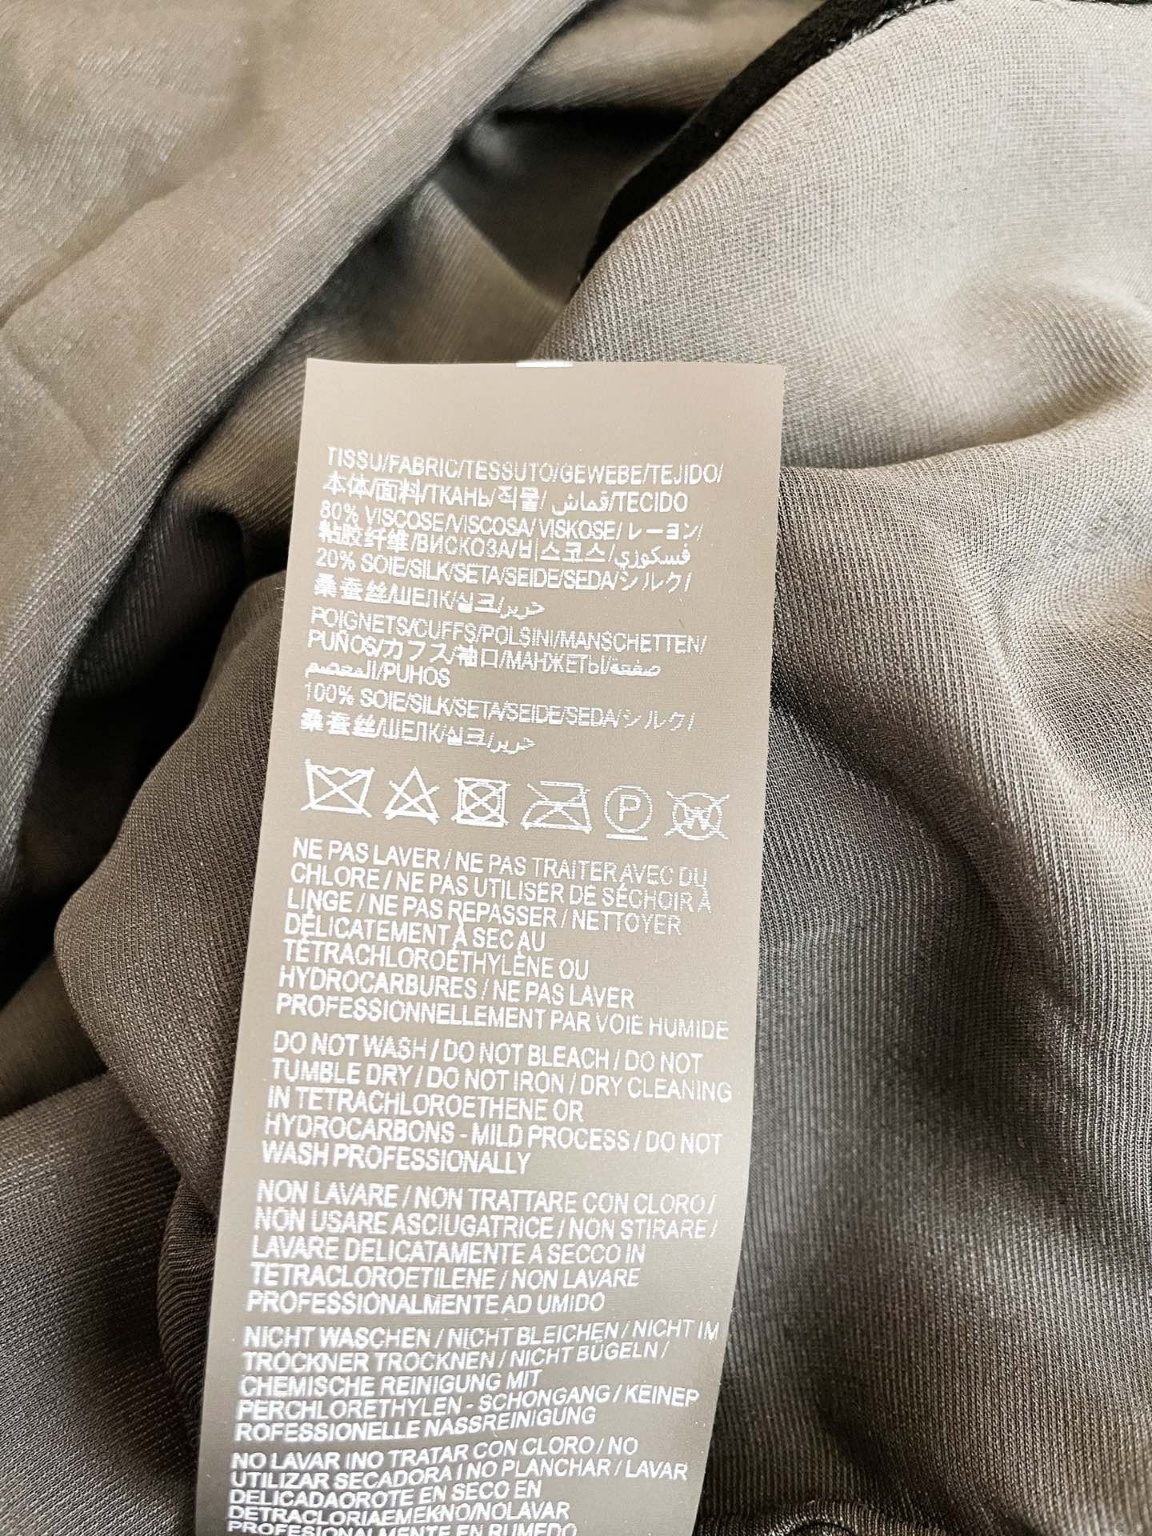 TISSU/FABRIC/TESSUTO/GEWEBE/TEJIDO/
本体/面料/ТКАНЬ/직물/قماش/TECIDO
80% VISCOSE/VISCOSA/VISKOSE/レーヨン/
粘胶纤维/ВИСКОЗА/비스코스/فسكوزي
20% SOIE/SILK/SETA/SEIDE/SEDA/シルク/
桑蚕丝/ШЕЛК/실크/حرير
POIGNETS/CUFFS/POLSINI/MANSCHETTEN/
PUÑOS/カフス/袖口/МАНЖЕТЫ/صفعة
المعصم/PUHOS
100% SOIE/SILK/SETA/SEIDE/SEDA/シルク/
桑蚕丝/ШЕЛК/실크/حرير
P W
NE PAS LAVER / NE PAS TRAITER AVEC DU
CHLORE / NE PAS UTILISER DE SÉCHOIR À
LINGE / NE PAS REPASSER / NETTOYER
DÉLICATEMENT À SEC AU
TÉTRACHLOROÉTHYLÈNE OU
HYDROCARBURES / NE PAS LAVER
PROFESSIONNELLEMENT PAR VOIE HUMIDE
DO NOT WASH / DO NOT BLEACH / DO NOT
TUMBLE DRY / DO NOT IRON / DRY CLEANING
IN TETRACHLOROETHENE OR
HYDROCARBONS - MILD PROCESS / DO NOT
WASH PROFESSIONALLY
NON LAVARE / NON TRATTARE CON CLORO /
NON USARE ASCIUGATRICE / NON STIRARE /
LAVARE DELICATAMENTE A SECCO IN
TETRACLOROETILENE / NON LAVARE
PROFESSIONALMENTE AD UMIDO
NICHT WASCHEN / NICHT BLEICHEN / NICHT IM
TROCKNER TROCKNEN / NICHT BÜGELN /
CHEMISCHE REINIGUNG MIT
PERCHLORETHYLEN - SCHONGANG / KEINEP
ROFESSIONELLE NASSREINIGUNG
NO LAVAR INO TRATAR CON CLORO / NO
UTILIZAR SECADORA I NO PLANCHAR / LAVAR
DELICADAOROTE EN SECO EN
DETRACLORIAEMEKNO/NOLAVAR
PROFESIONALMENTE EN RUMEDO